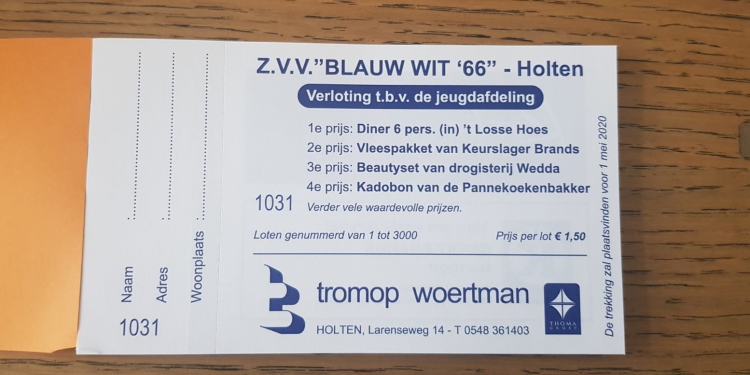 Naam
Adres
Woonplaats
1031
Z.V.V."BLAUW WIT '66" - Holten
Verloting t.b.v. de jeugdafdeling
1e prijs: Diner 6 pers. (in) 't Losse Hoes
2e prijs: Vleespakket van Keurslager Brands
3e prijs: Beautyset van drogisterij Wedda
4e prijs: Kadobon van de Pannekoekenbakker
1031 Verder vele waardevolle prijzen.
Loten genummerd van 1 tot 3000 Prijs per lot € 1,50
tromop woertman
HOLTEN, Larenseweg 14 - T 0548 361403
THOMA
De trekking zal plaatsvinden voor 1 mei 2020